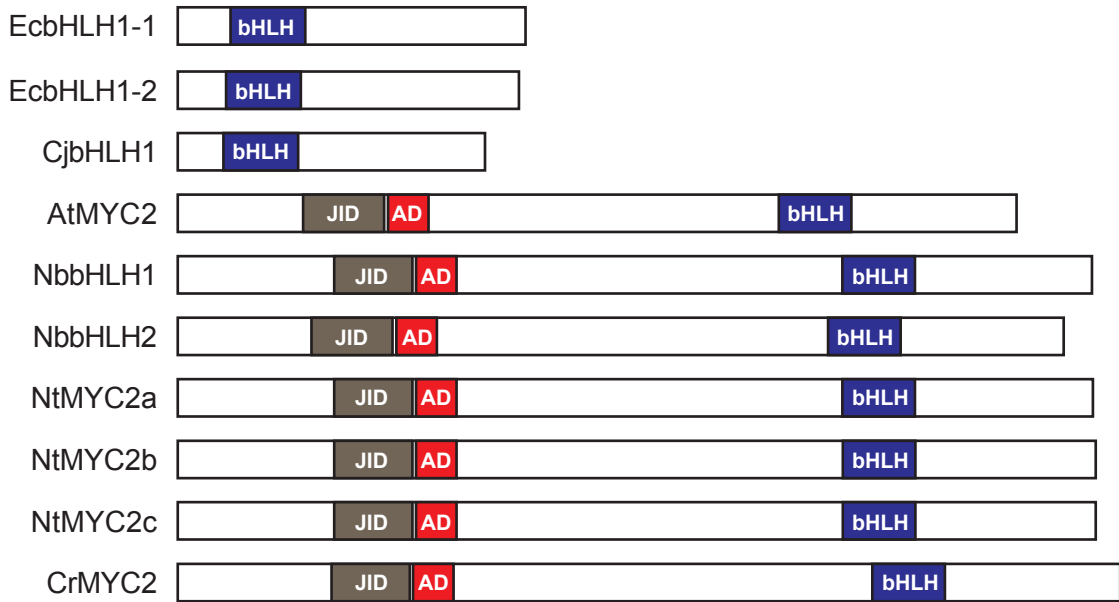 EcbHLH1-1 bHLH
EcbHLH1-2 bHLH
CjbHLH1 bHLH
AtMYC2 JID AD bHLH
NbbHLH1 JID AD bHLH
NbbHLH2 JID AD bHLH
NtMYC2a JID AD bHLH
NtMYC2b JID AD bHLH
NtMYC2c JID AD bHLH
CrMYC2 JID AD bHLH